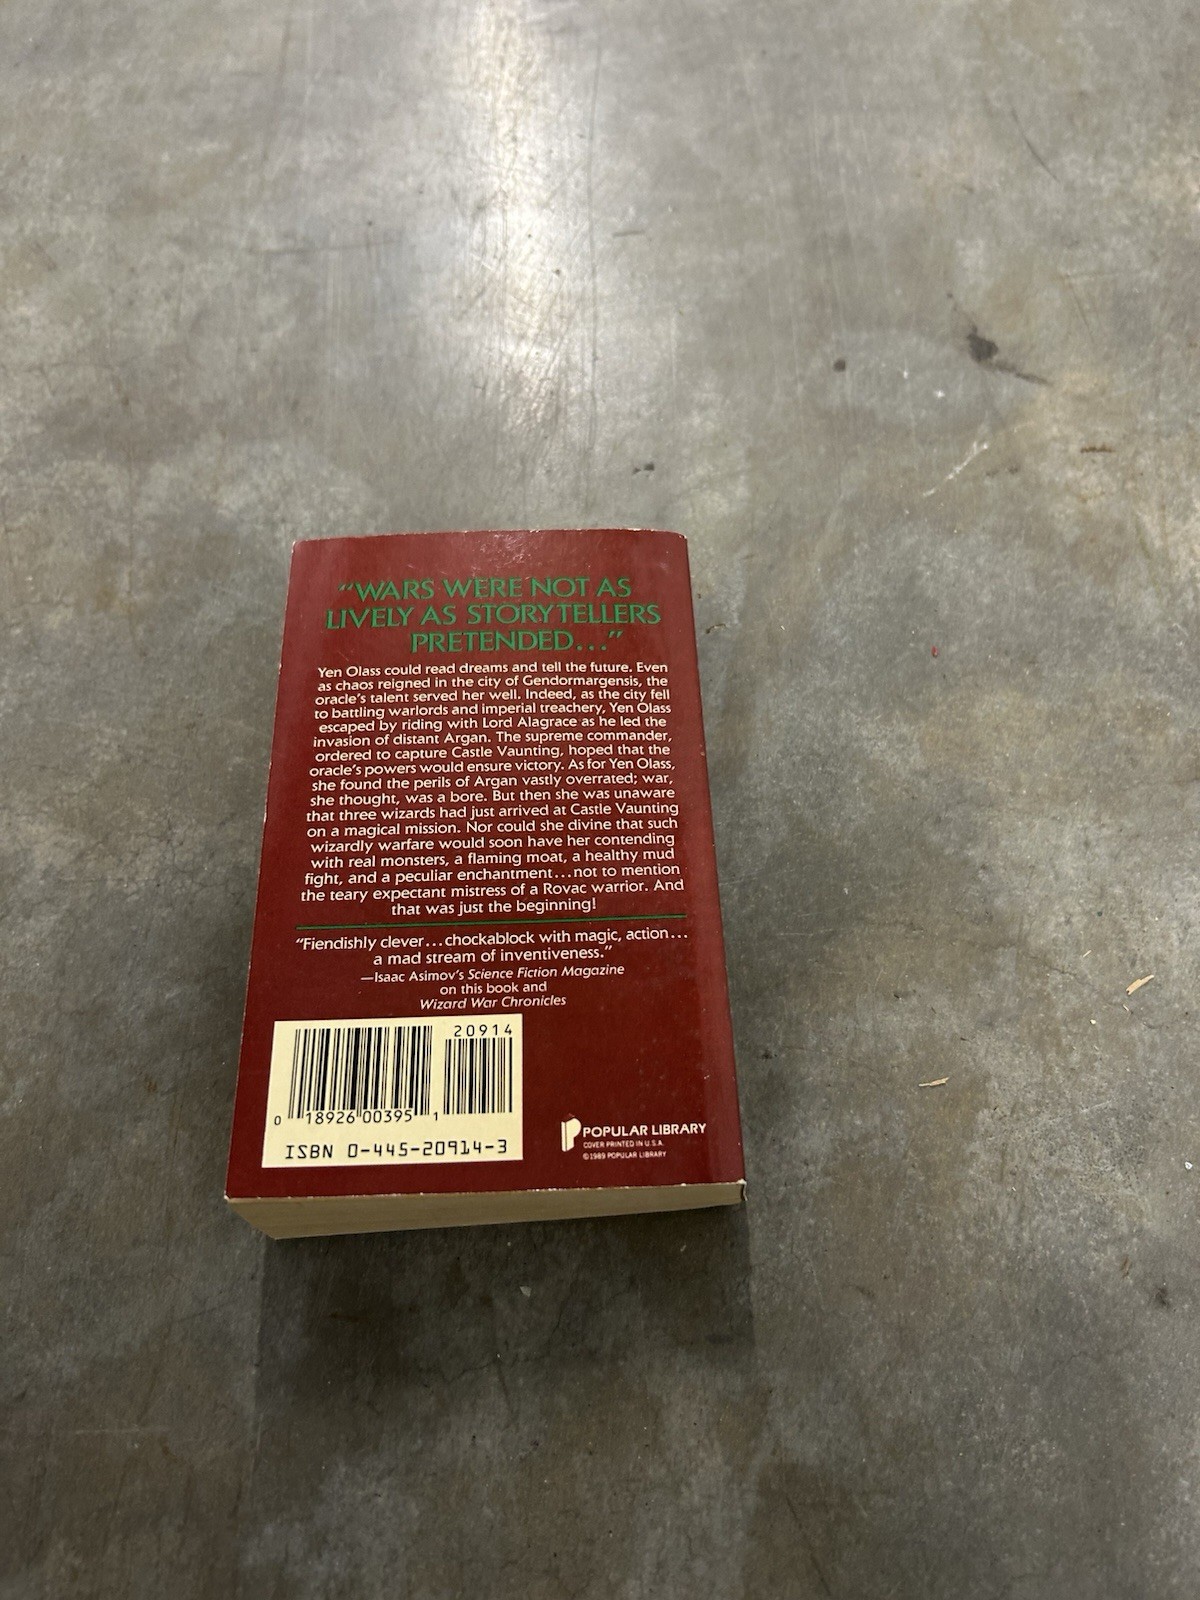 "WARS WERE NOT AS
LIVELY AS STORYTELLERS
PRETENDED..."
Yen Olass could read dreams and tell the future. Even
as chaos reigned in the city of Gendormargensis, the
oracle's talent served her well. Indeed, as the city fell
to battling warlords and imperial treachery, Yen Olass
escaped by riding with Lord Alagrace as he led the
invasion of distant Argan. The supreme commander,
ordered to capture Castle Vaunting, hoped that the
oracle's powers would ensure victory. As for Yen Olass,
she found the perils of Argan vastly overrated; war,
she thought, was a bore. But then she was unaware
that three wizards had just arrived at Castle Vaunting
on a magical mission. Nor could she divine that such
wizardly warfare would soon have her contending
with real monsters, a flaming moat, a healthy mud
fight, and a peculiar enchantment...not to mention
the teary expectant mistress of a Rovac warrior. And
that was just the beginning!
"Fiendishly clever...chockablock with magic, action...
a mad stream of inventiveness."
—Isaac Asimov's Science Fiction Magazine
on this book and
Wizard War Chronicles
20914
0 18926 00395 1
ISBN 0-445-20914-3
POPULAR LIBRARY
COVER PRINTED IN U.S.A.
©1989 POPULAR LIBRARY